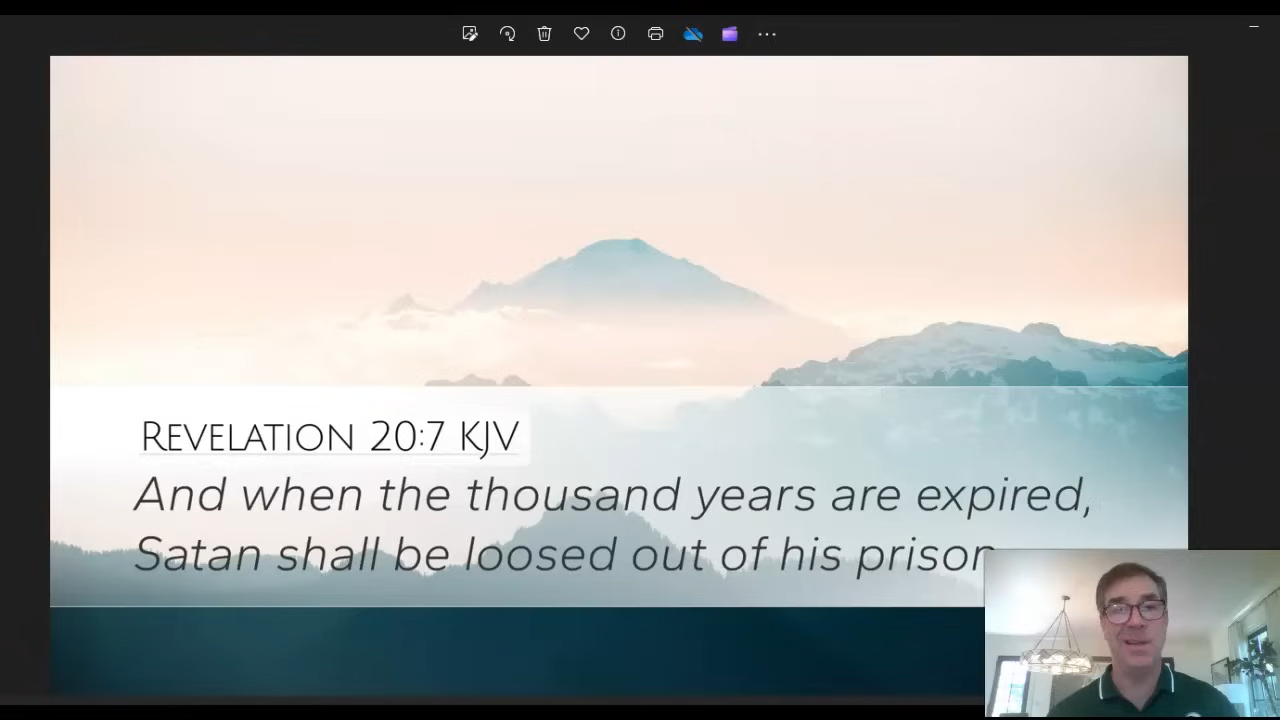 Revelation 20:7 KJV
And when the thousand years are expired,
Satan shall be loosed out of his prison